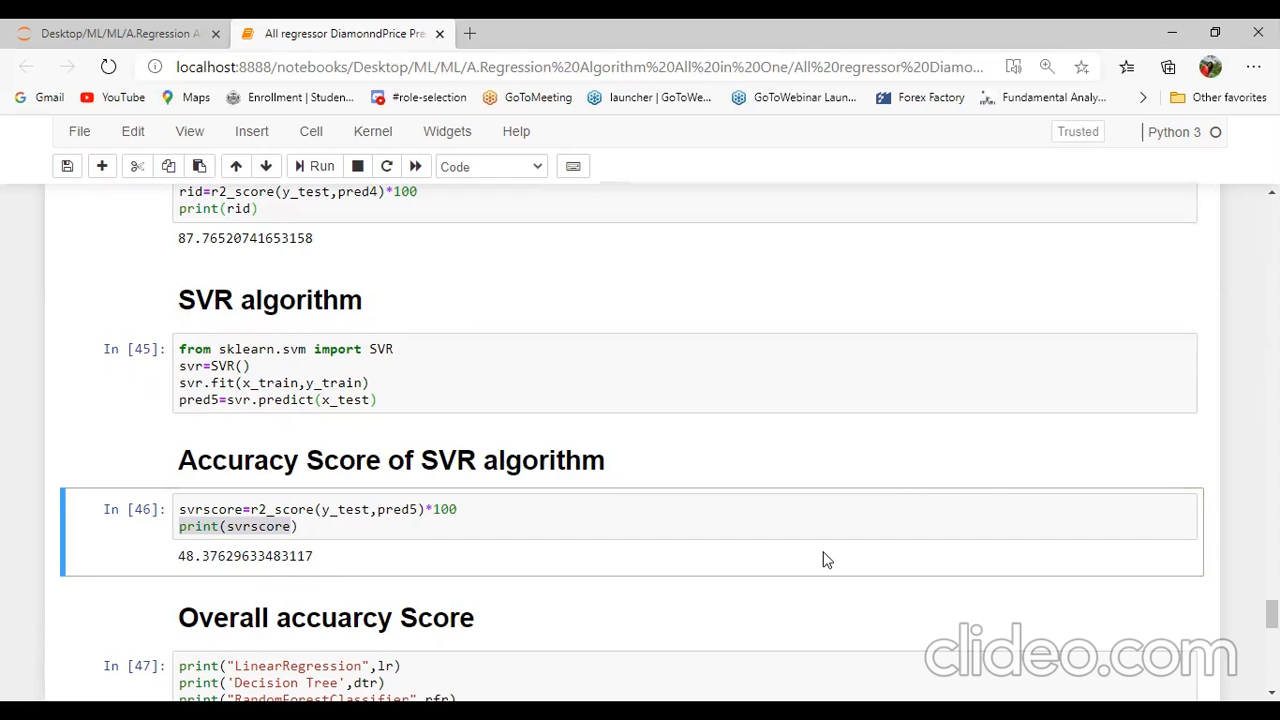 Desktop/ML/ML/A.Regression A
All regressor DiamonndPrice Pre
localhost:8888/notebooks/Desktop/ML/ML/A.Regression%20Algorithm%20All%20in%20One/All%20regressor%20Diamo...
Gmail YouTube Maps Enrollment | Studen... #role-selection GoToMeeting launcher | GoToWe... GoToWebinar Laun... Forex Factory Fundamental Analy... Other favorites
File Edit View Insert Cell Kernel Widgets Help Trusted Python 3
Run Code
rid=r2_score(y_test,pred4)*100
print(rid)
87.76520741653158
SVR algorithm
In [45]: from sklearn.svm import SVR
svr=SVR()
svr.fit(x_train,y_train)
pred5=svr.predict(x_test)
Accuracy Score of SVR algorithm
In [46]: svrscore=r2_score(y_test,pred5)*100
print(svrscore)
48.37629633483117
Overall accuarcy Score
In [47]: print("LinearRegression",lr)
print('Decision Tree',dtr)
print("RandomForestClassifier",rfr)
clideo.com